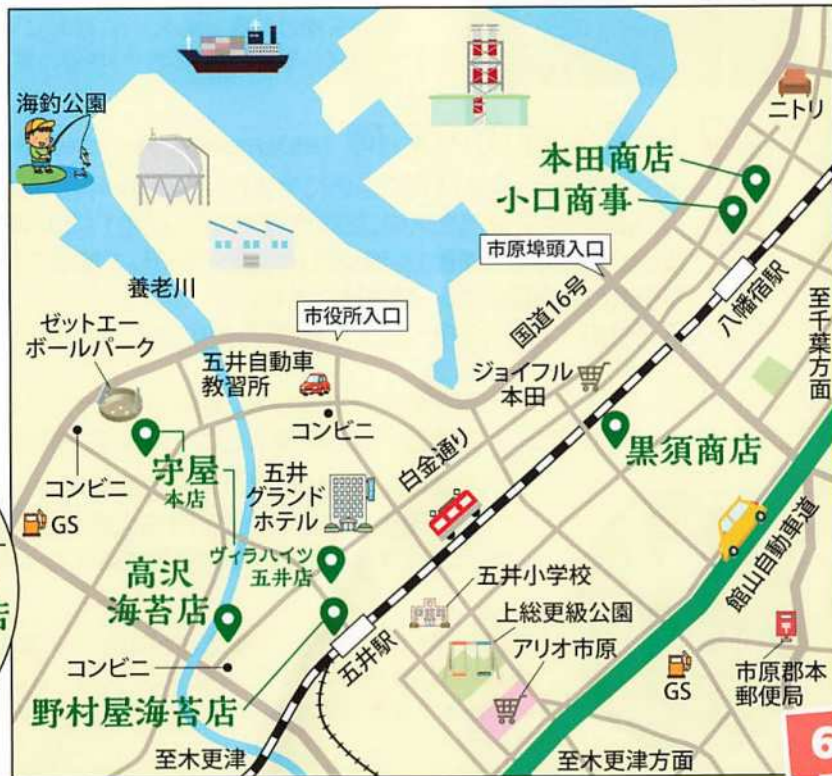 海釣公園
ニトリ
本田商店
小口商事
市原埠頭入口
八幡宿駅
国道16号
至千葉方面
養老川
市役所入口
ゼットエー
ボールパーク
五井自動車
教習所
コンビニ
ジョイフル
本田
黒須商店
白金通り
守屋
本店
コンビニ
GS
五井
グランド
ホテル
ヴィラハイツ
五井店
高沢
海苔店
コンビニ
五井小学校
上総更級公園
アリオ市原
館山自動車道
GS
市原郡本
郵便局
五井駅
野村屋海苔店
至木更津
至木更津方面
6